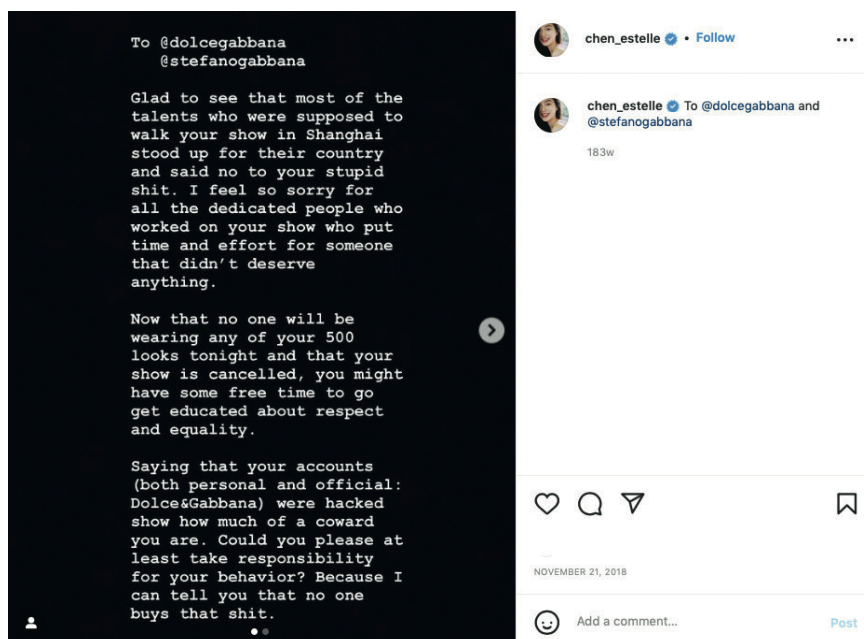 To @dolcegabbana
@stefanogabbana
Glad to see that most of the
talents who were supposed to
walk your show in Shanghai
stood up for their country
and said no to your stupid
shit. I feel so sorry for
all the dedicated people who
worked on your show who put
time and effort for someone
that didn't deserve
anything.
Now that no one will be
wearing any of your 500
looks tonight and that your
show is cancelled, you might
have some free time to go
get educated about respect
and equality.
Saying that your accounts
(both personal and official:
Dolce&Gabbana) were hacked
show how much of a coward
you are. Could you please at
least take responsibility
for your behavior? Because I
can tell you that no one
buys that shit.
chen_estelle • Follow
chen_estelle To @dolcegabbana and
@stefanogabbana
183w
NOVEMBER 21, 2018
Add a comment... Post